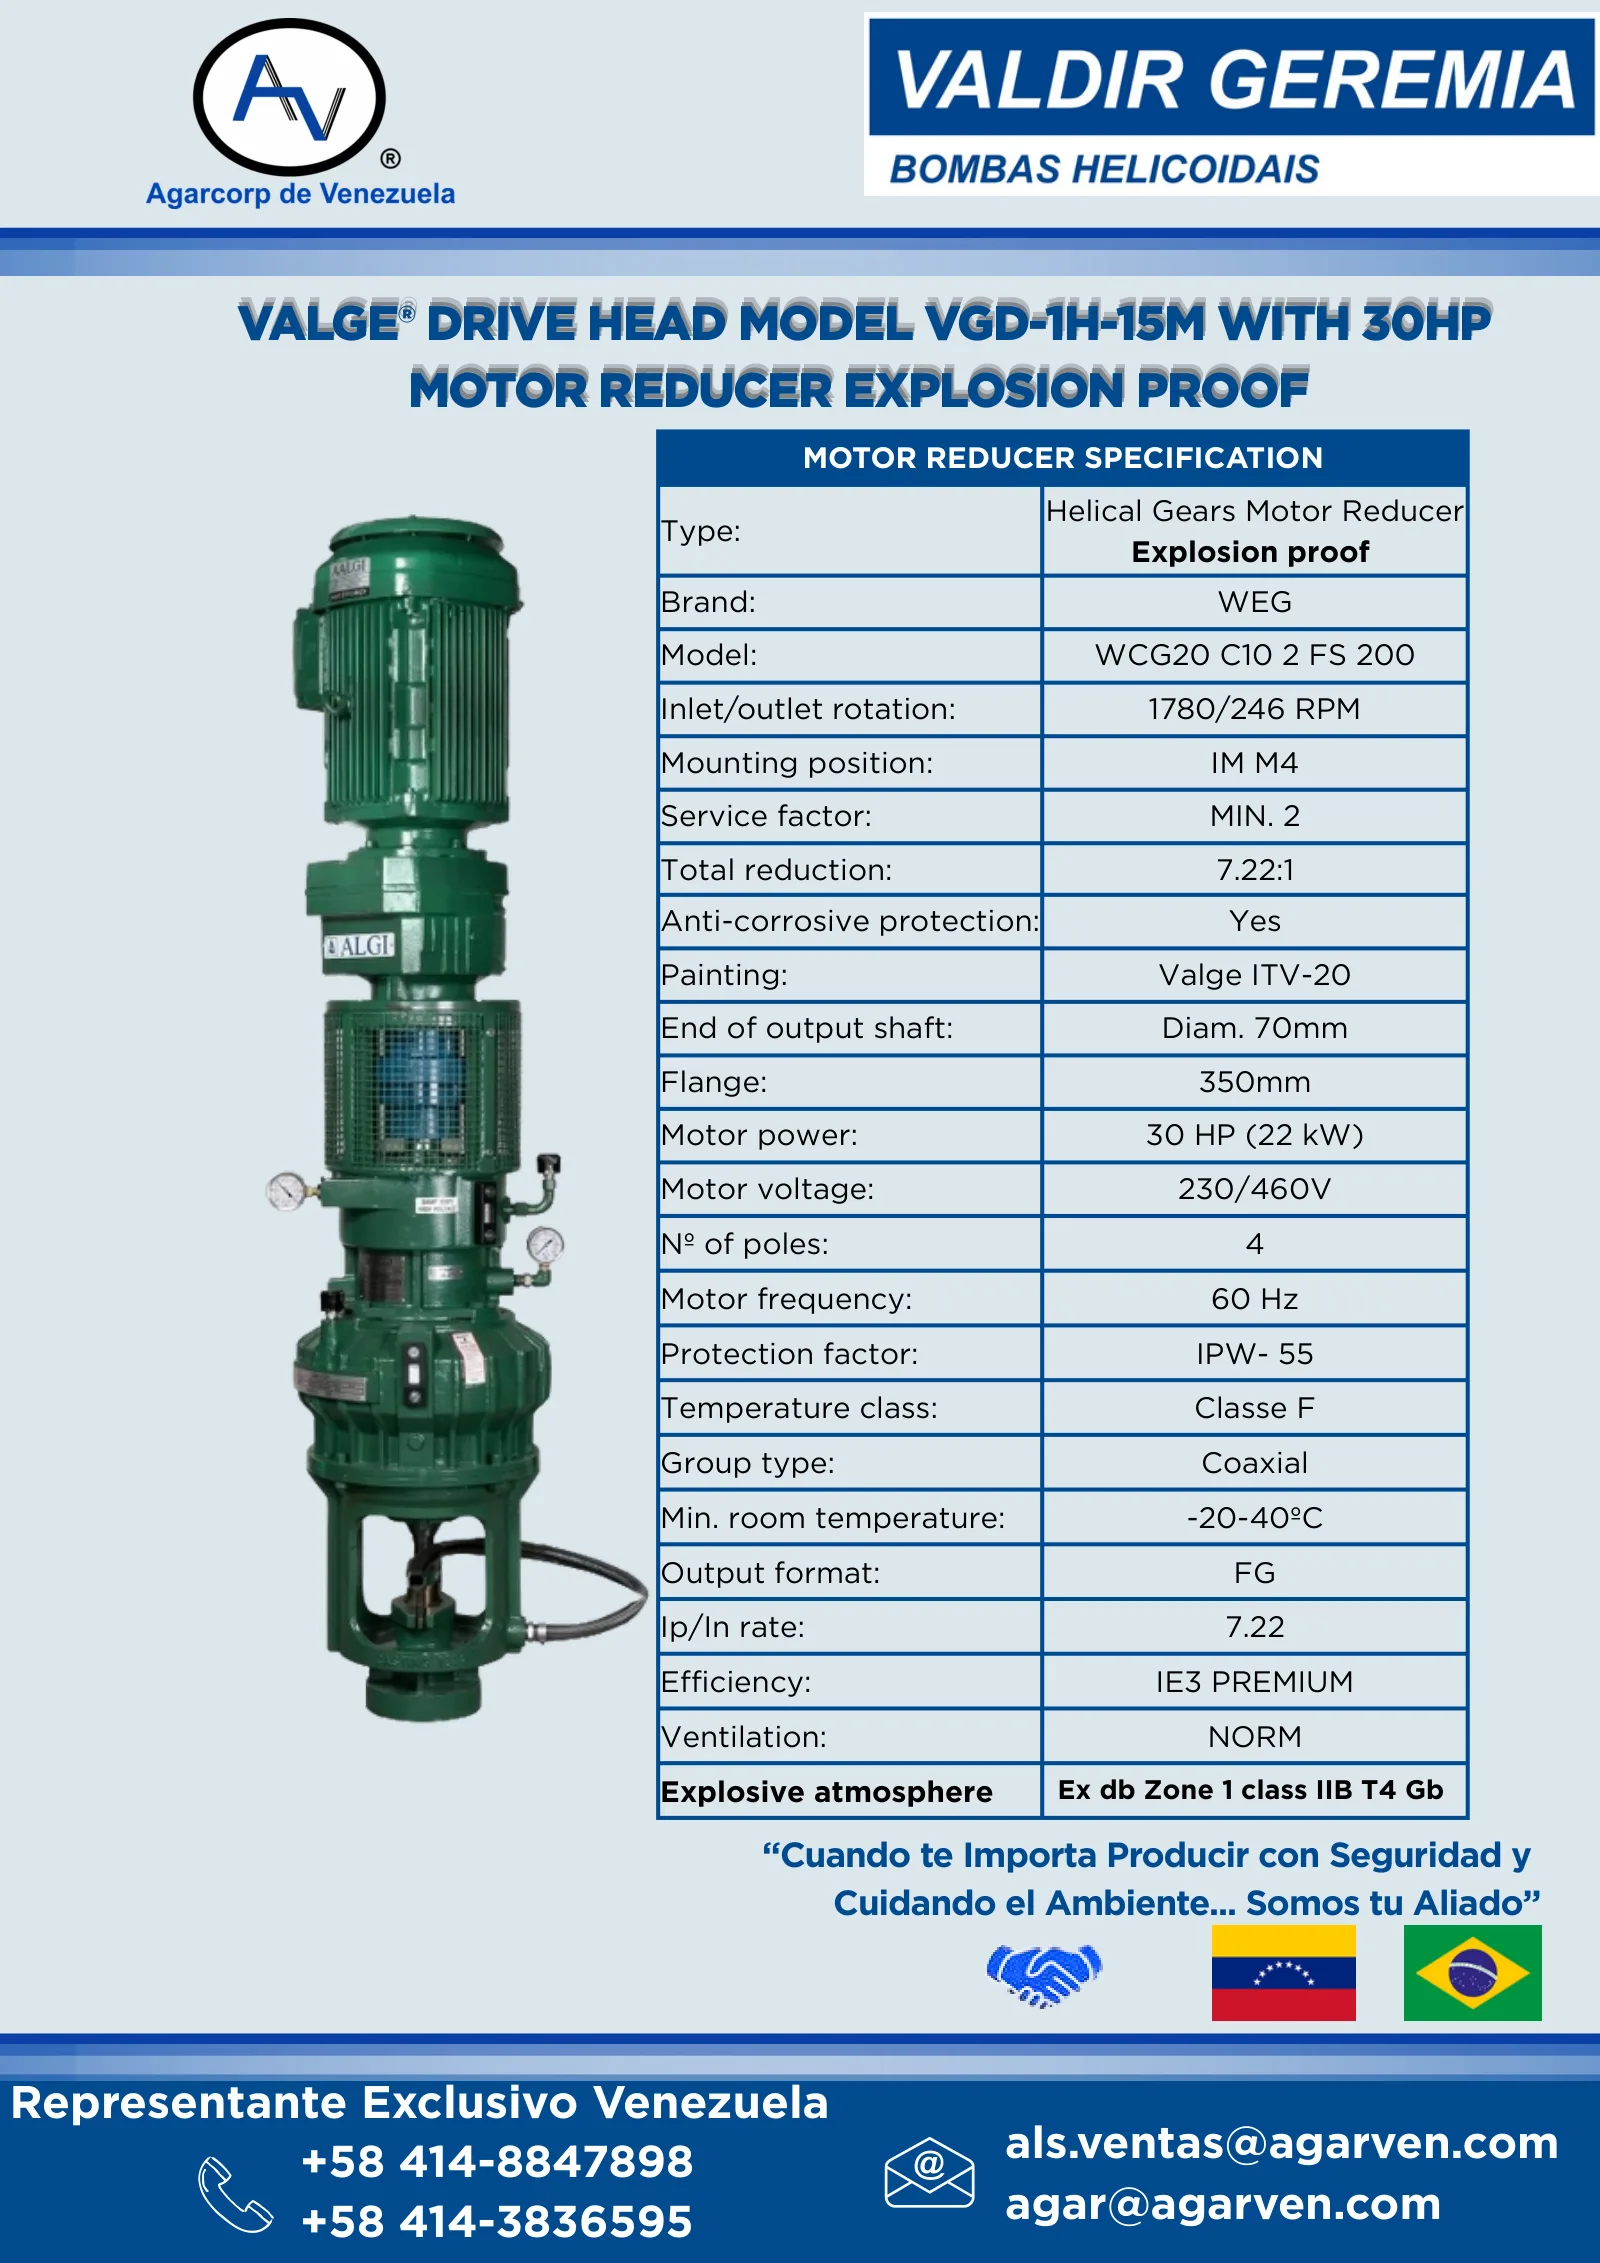 AV
®
Agarcorp de Venezuela
VALDIR GEREMIA
BOMBAS HELICOIDAIS
VALGE® DRIVE HEAD MODEL VGD-1H-15M WITH 30HP
MOTOR REDUCER EXPLOSION PROOF
MOTOR REDUCER SPECIFICATION
Type: Helical Gears Motor Reducer
Explosion proof
Brand: WEG
Model: WCG20 C10 2 FS 200
Inlet/outlet rotation: 1780/246 RPM
Mounting position: IM M4
Service factor: MIN. 2
Total reduction: 7.22:1
Anti-corrosive protection: Yes
Painting: Valge ITV-20
End of output shaft: Diam. 70mm
Flange: 350mm
Motor power: 30 HP (22 kW)
Motor voltage: 230/460V
Nº of poles: 4
Motor frequency: 60 Hz
Protection factor: IPW- 55
Temperature class: Classe F
Group type: Coaxial
Min. room temperature: -20-40ºC
Output format: FG
Ip/In rate: 7.22
Efficiency: IE3 PREMIUM
Ventilation: NORM
Explosive atmosphere Ex db Zone 1 class IIB T4 Gb
ALGI
“Cuando te Importa Producir con Seguridad y
Cuidando el Ambiente... Somos tu Aliado”
Representante Exclusivo Venezuela
+58 414-8847898
+58 414-3836595
@
als.ventas@agarven.com
agar@agarven.com